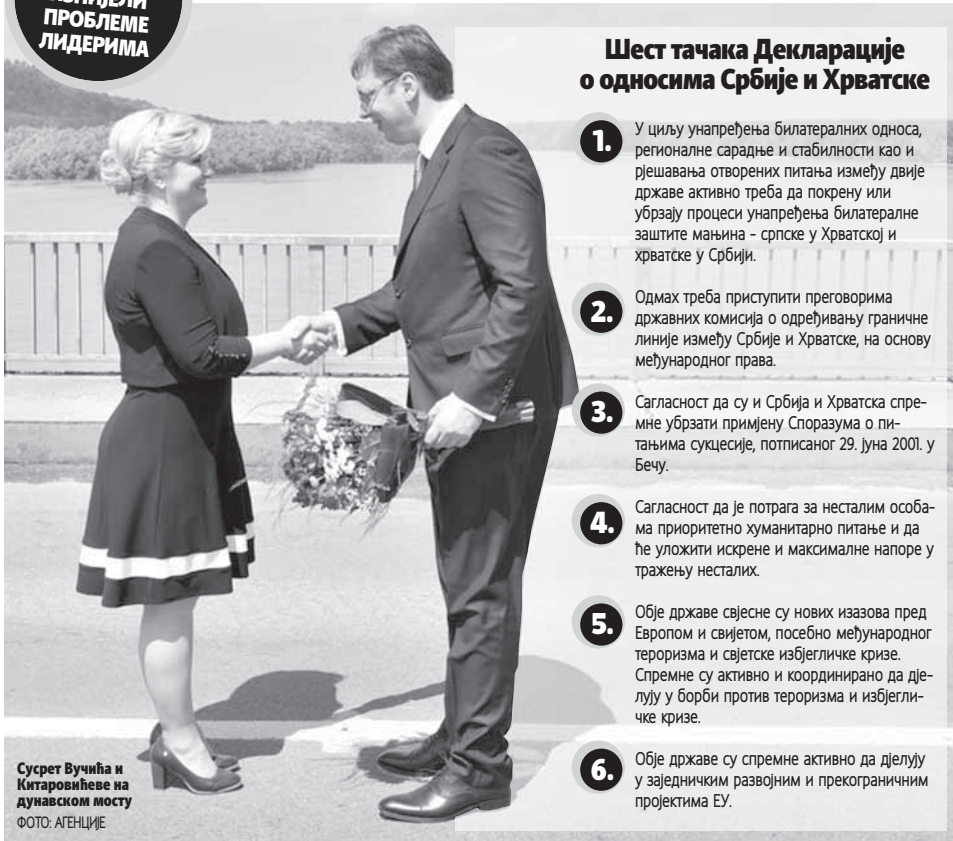 ПРОБЛЕМЕ
ЛИДЕРИМА
Шест тачака Декларације
о односима Србије и Хрватске
1.
У циљу унапређења билатералних односа,
регионалне сарадње и стабилности као и
рјешавања отворених питања између двије
државе активно треба да покрену или
убрзају процеси унапређења билатералне
заштите мањина - српске у Хрватској и
хрватске у Србији.
2.
Одмах треба приступити преговорима
државних комисија о одређивању граничне
линије између Србије и Хрватске, на основу
међународног права.
3.
Сагласност да су и Србија и Хрватска спре-
мне убрзати примјену Споразума о пи-
тањима сукцесије, потписаног 29. јуна 2001. у
Бечу.
4.
Сагласност да је потрага за несталим особа-
ма приоритетно хуманитарно питање и да
ће уложити искрене и максималне напоре у
тражењу несталих.
5.
Обје државе свјесне су нових изазова пред
Европом и свијетом, посебно међународног
тероризма и свјетске избјегличке кризе.
Спремне су активно и координирано да дје-
лују у борби против тероризма и избјегли-
чке кризе.
6.
Обје државе су спремне активно да дјелују
у заједничким развојним и прекограничним
пројектима ЕУ.
Сусрет Вучића и
Китаровићеве на
дунавском мосту
ФОТО: АГЕНЦИЈЕ